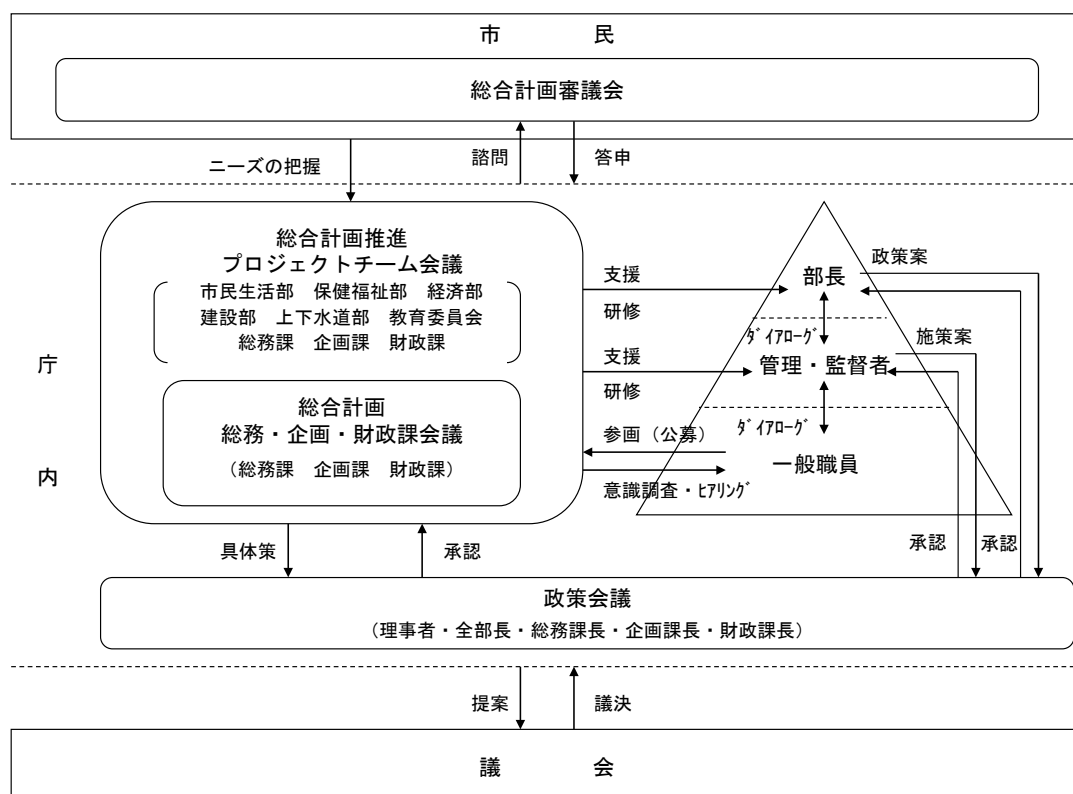 市　　　民
総合計画審議会
ニーズの把握
諮問
答申
庁
内
総合計画推進
プロジェクトチーム会議
市民生活部　保健福祉部　経済部
建設部　上下水道部　教育委員会
総務課　企画課　財政課
総合計画
総務・企画・財政課会議
（総務課　企画課　財政課）
支援
研修
支援
研修
参画（公募）
意識調査・ﾋｱﾘﾝｸﾞ
部長
ﾀﾞｲｱﾛｰｸﾞ
管理・監督者
ﾀﾞｲｱﾛｰｸﾞ
一般職員
政策案
施策案
承認
承認
具体策
承認
政策会議
（理事者・全部長・総務課長・企画課長・財政課長）
提案
議決
議　　　会